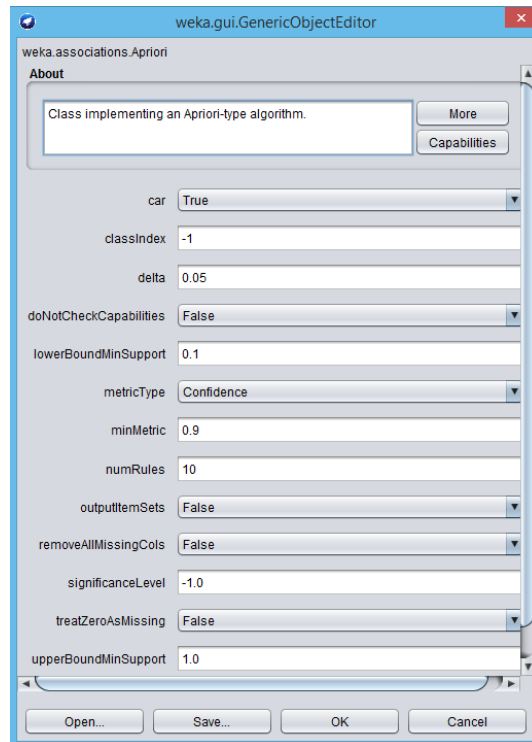 weka.gui.GenericObjectEditor
weka.associations.Apriori
About
Class implementing an Apriori-type algorithm.
More
Capabilities
car True
classIndex -1
delta 0.05
doNotCheckCapabilities False
lowerBoundMinSupport 0.1
metricType Confidence
minMetric 0.9
numRules 10
outputItemSets False
removeAllMissingCols False
significanceLevel -1.0
treatZeroAsMissing False
upperBoundMinSupport 1.0
Open... Save... OK Cancel